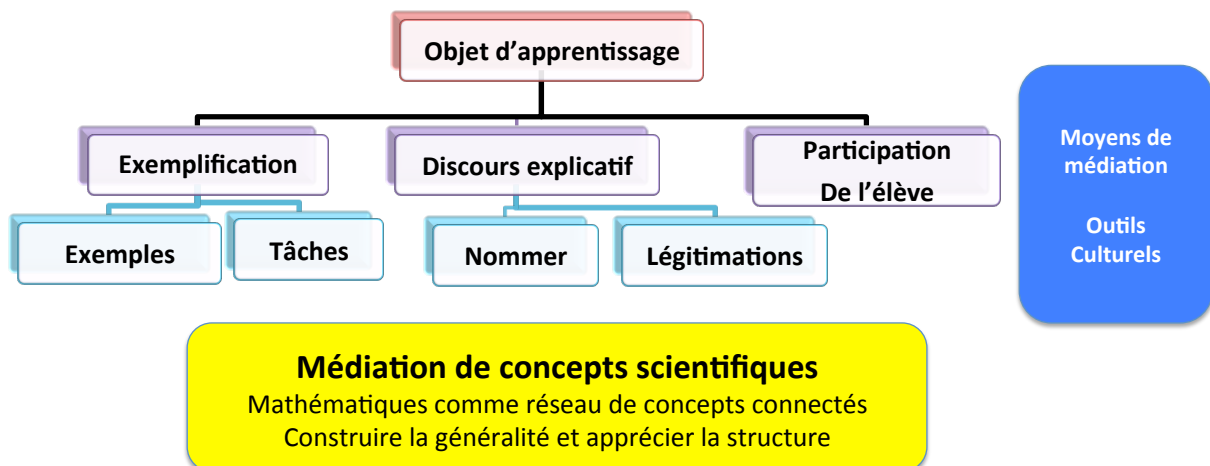 Objet d’apprentissage
Exemplification
Discours explicatif
Participation
De l’élève
Exemples
Tâches
Nommer
Légitimations
Moyens de
médiation
Outils
Culturels
Médiation de concepts scientifiques
Mathématiques comme réseau de concepts connectés
Construire la généralité et apprécier la structure